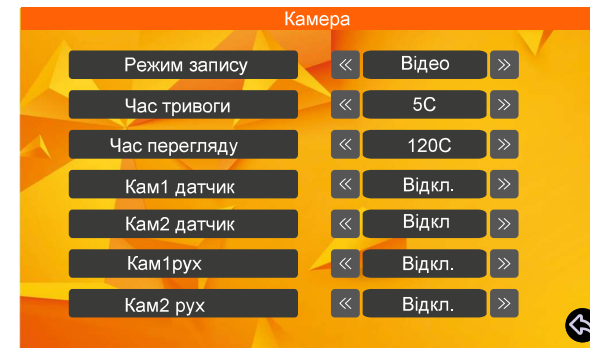 Камера
Режим запису « Відео »
Час тривоги « 5С »
Час перегляду « 120С »
Кам1 датчик « Відкл. »
Кам2 датчик « Відкл »
Кам1рух « Відкл. »
Кам2 рух « Відкл. »